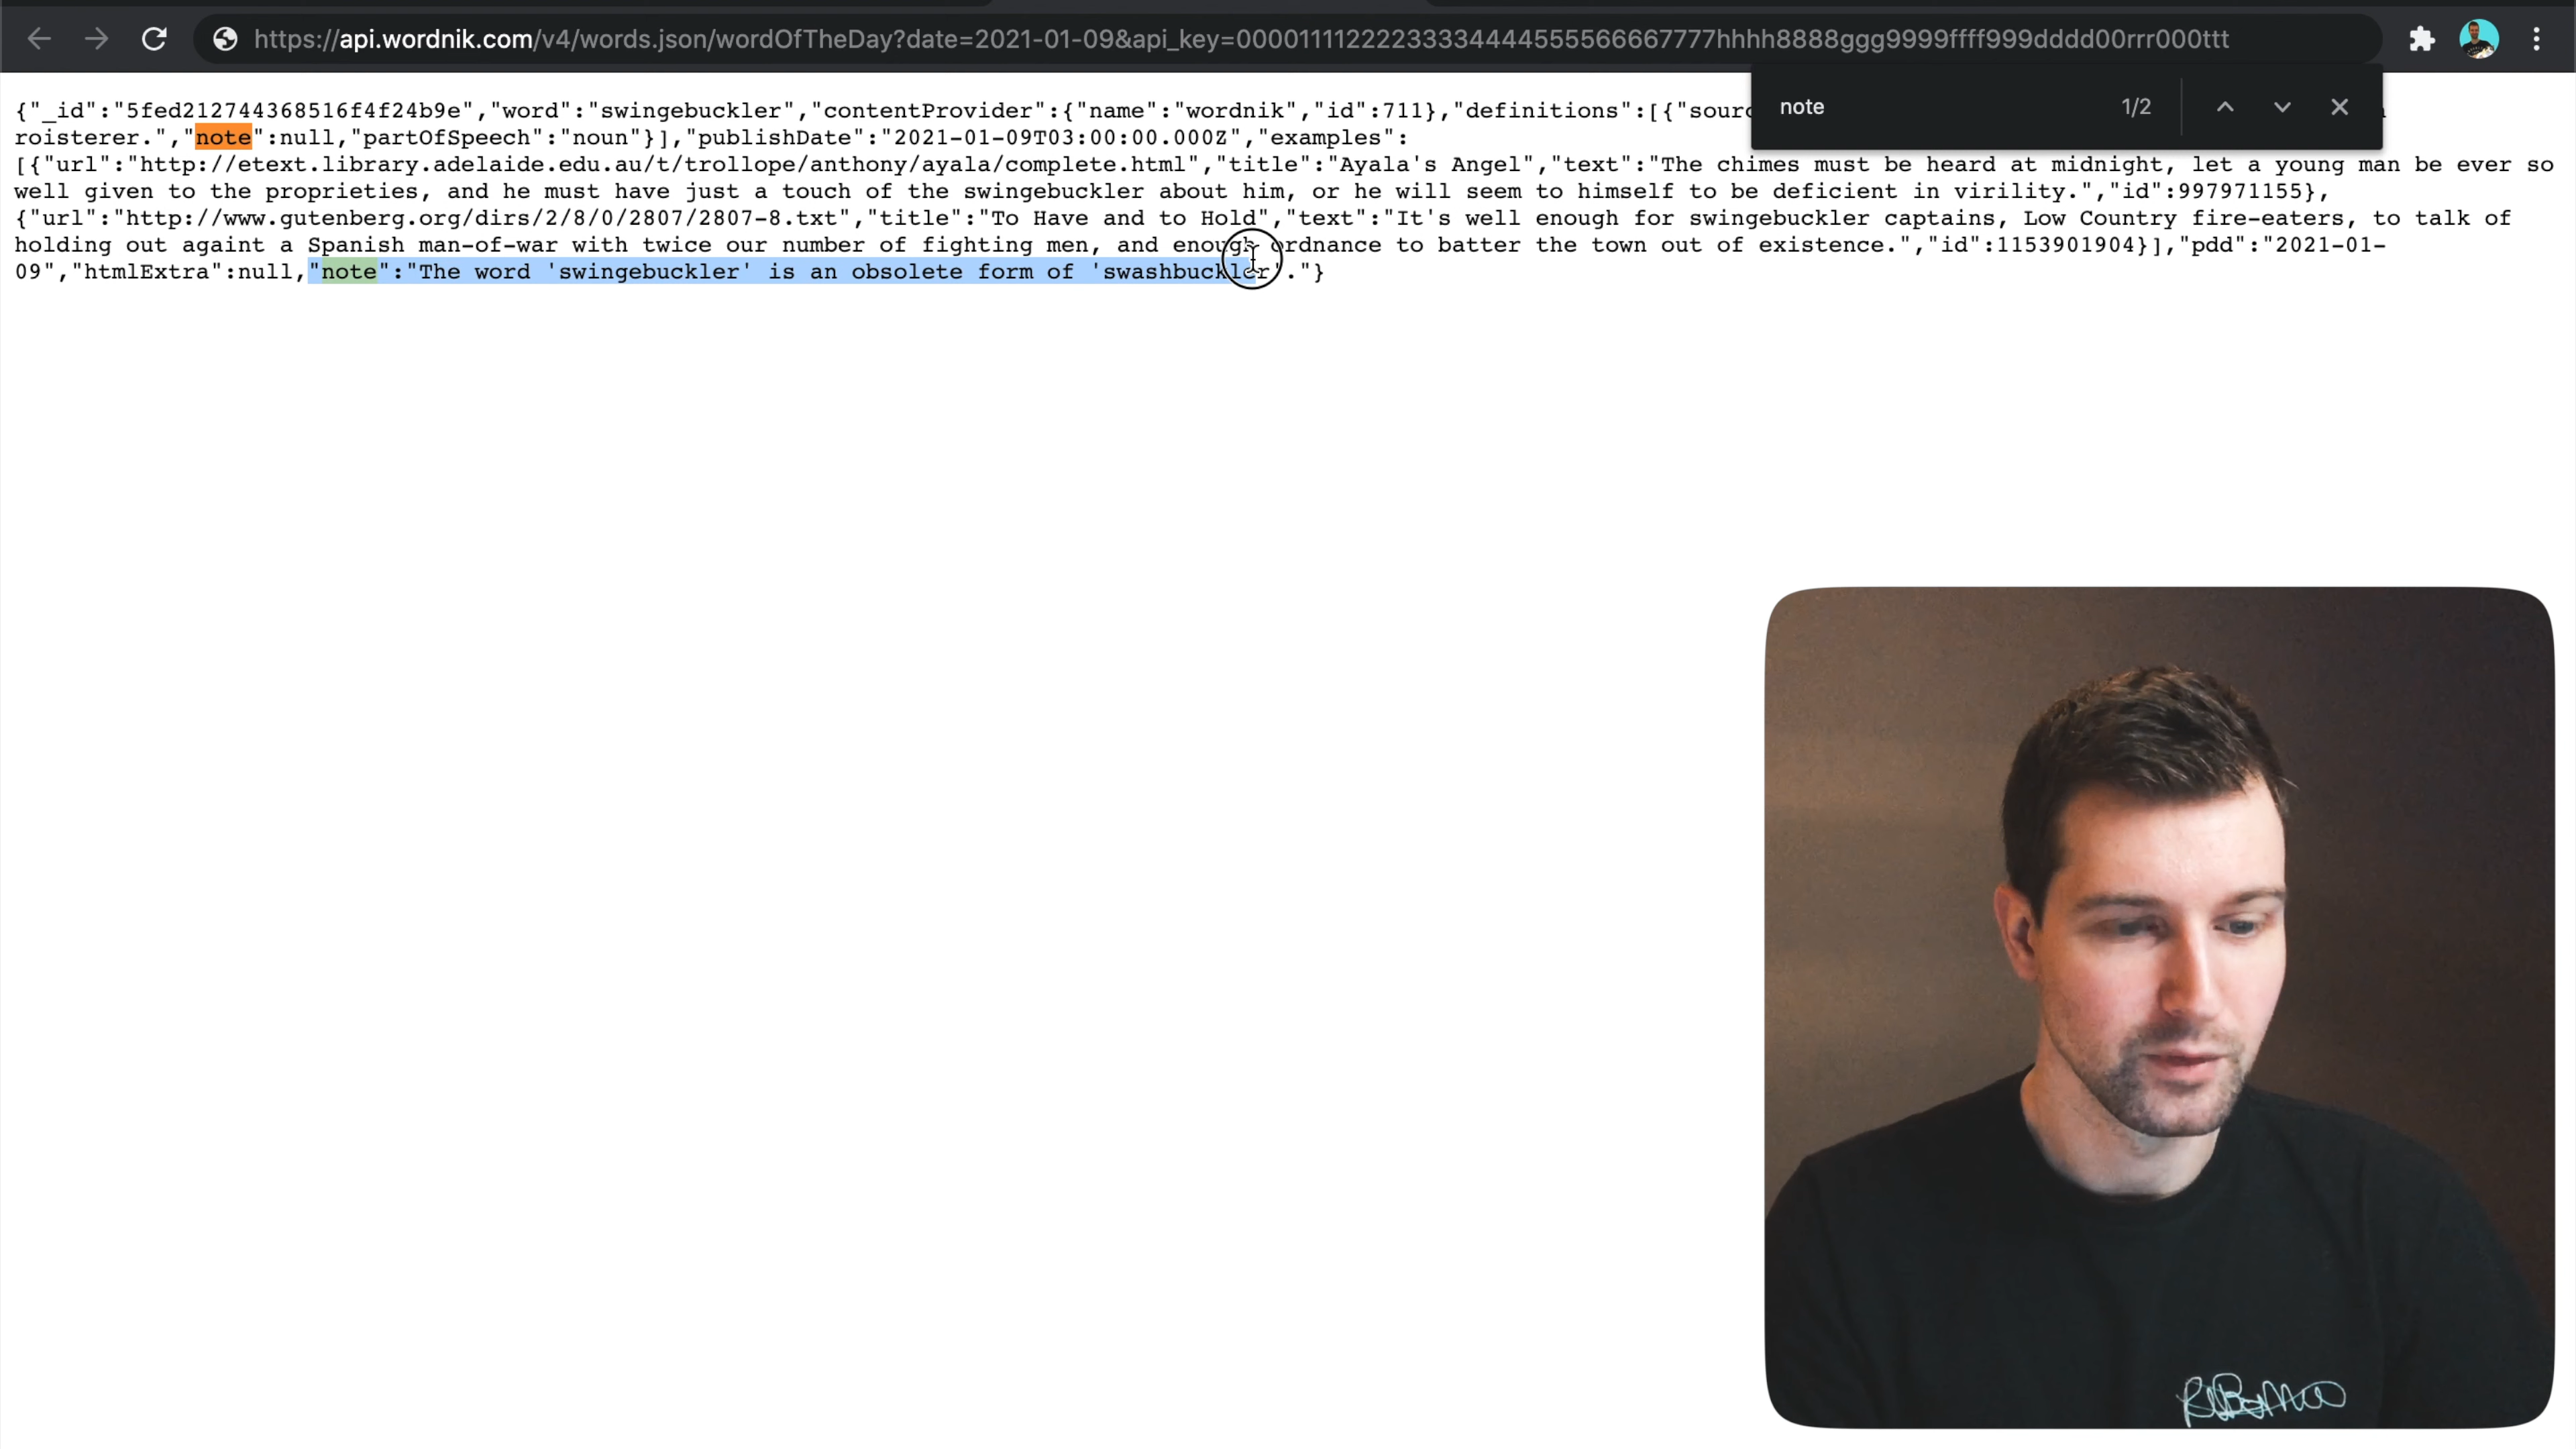 https://api.wordnik.com/v4/words.json/wordOfTheDay?date=2021-01-09&api_key=000011112222333344445555666677777hhhh8888ggg9999ffff999dddd00rrr000ttt
note 1/2
{"_id":"5fed212744368516f4f24b9e","word":"swingebuckler","contentProvider":{"name":"wordnik","id":711},"definitions":[{"sourc
roisterer.","note":null,"partOfSpeech":"noun"}],"publishDate":"2021-01-09T03:00:00.000Z","examples":
[{"url":"http://etext.library.adelaide.edu.au/t/trollope/anthony/ayala/complete.html","title":"Ayala's Angel","text":"The chimes must be heard at midnight, let a young man be ever so
well given to the proprieties, and he must have just a touch of the swingebuckler about him, or he will seem to himself to be deficient in virility.","id":997971155},
{"url":"http://www.gutenberg.org/dirs/2/8/0/2807/2807-8.txt","title":"To Have and to Hold","text":"It's well enough for swingebuckler captains, Low Country fire-eaters, to talk of
holding out againt a Spanish man-of-war with twice our number of fighting men, and enough ordnance to batter the town out of existence.","id":1153901904}],"pdd":"2021-01-
09","htmlExtra":null,"note":"The word 'swingebuckler' is an obsolete form of 'swashbuckler'."}